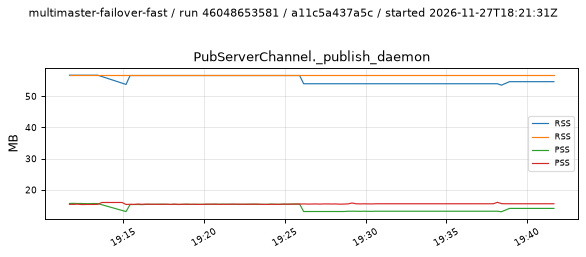 multimaster-failover-fast / run 46048653581 / a11c5a437a5c / started 2026-11-27T18:21:31Z
PubServerChannel._publish_daemon
MB
50
40
30
20
RSS
RSS
PSS
PSS
19:15
19:20
19:25
19:30
19:35
19:40